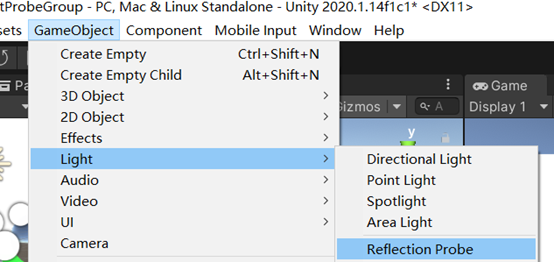 tProbeGroup - PC, Mac & Linux Standalone - Unity 2020.1.14f1c1* <DX11>
sets GameObject Component Mobile Input Window Help
Create Empty Ctrl+Shift+N
Create Empty Child Alt+Shift+N
3D Object
2D Object
Effects
Light
Audio
Video
UI
Camera
Pa
Game
Gizmos
A
Display 1
y
Directional Light
Point Light
Spotlight
Area Light
Reflection Probe